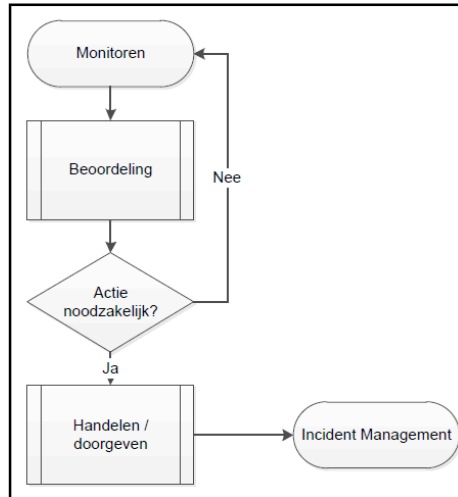 Monitoren
Beoordeling
Nee
Actie
noodzakelijk?
Ja
Handelen /
doorgeven
Incident Management